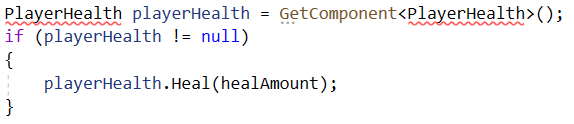 PlayerHealth playerHealth = GetComponent<PlayerHealth>();
if (playerHealth != null)
{
    playerHealth.Heal(healAmount);
}